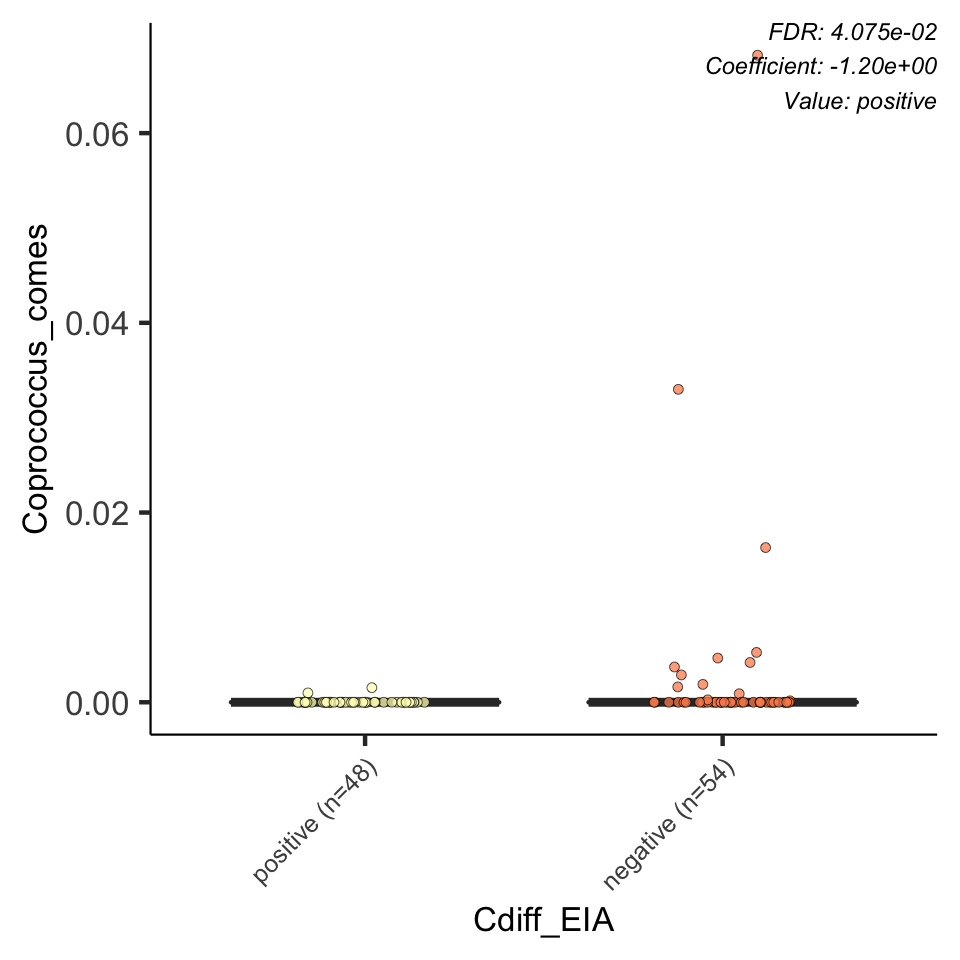 FDR: 4.075e-02
Coefficient: -1.20e+00
Value: positive
Coprococcus_comes
0.06
0.04
0.02
0.00
positive (n=48)
negative (n=54)
Cdiff_EIA